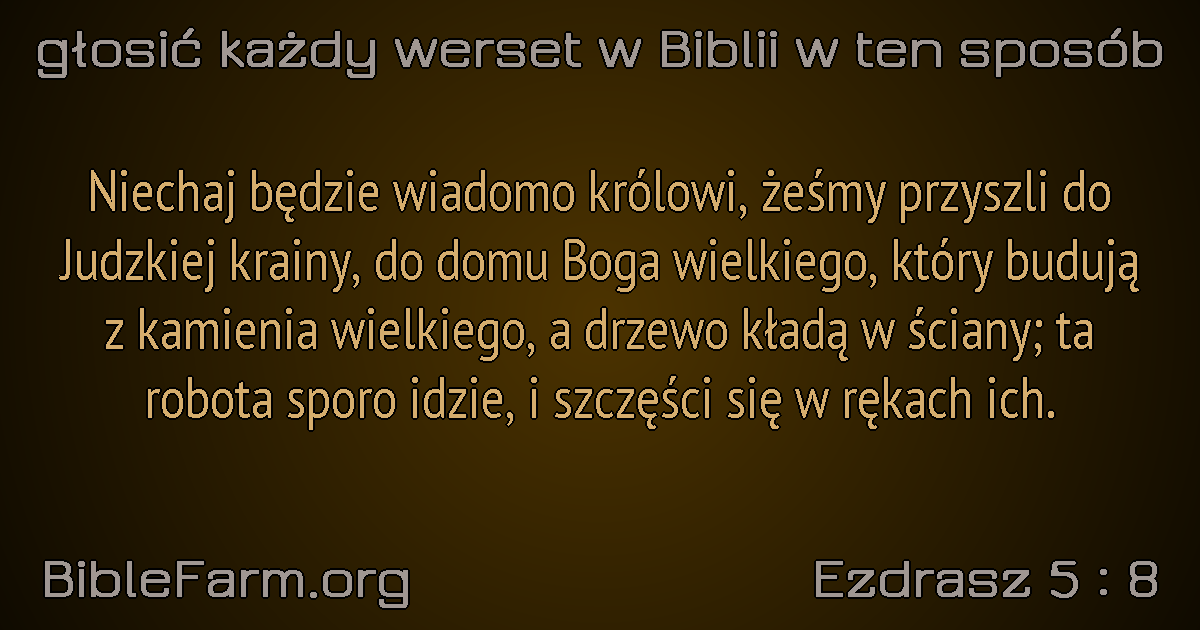 głosić każdy werset w Biblii w ten sposób
Niechaj będzie wiadomo królowi, żeśmy przyszli do
Judzkiej krainy, do domu Boga wielkiego, który budują
z kamienia wielkiego, a drzewo kładą w ściany; ta
robota sporo idzie, i szczęści się w rękach ich.
BibleFarm.org
Ezdrasz 5 : 8